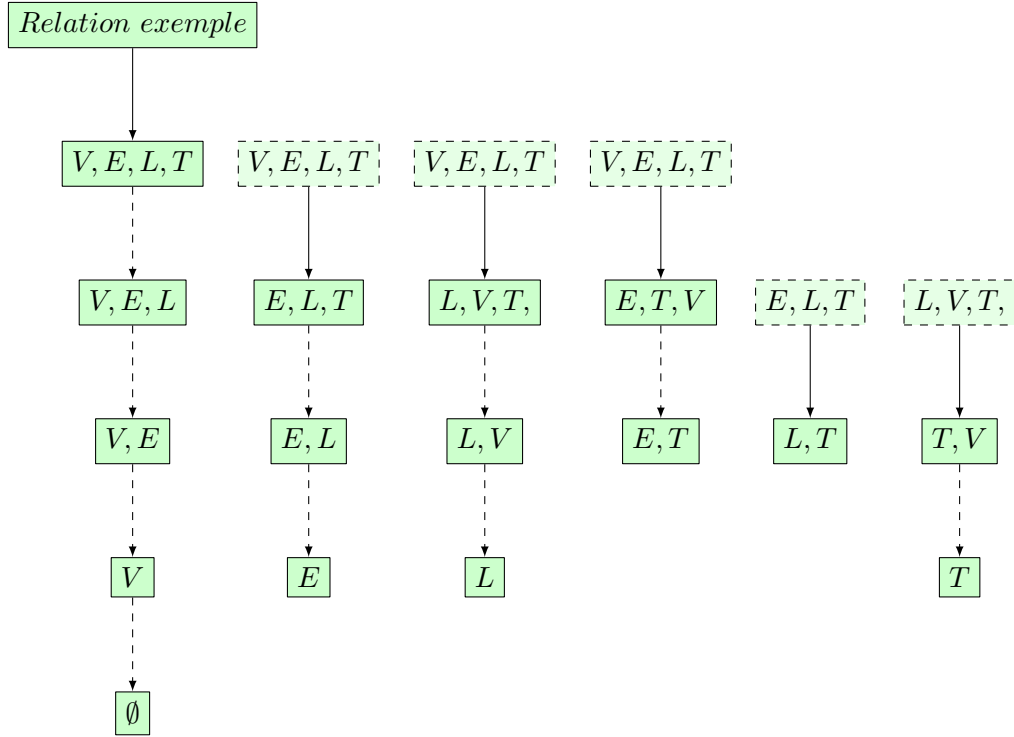 Relation exemple
V, E, L, T V, E, L, T V, E, L, T V, E, L, T
V, E, L E, L, T L, V, T, E, T, V E, L, T L, V, T,
V, E E, L L, V E, T L, T T, V
V E L T
∅